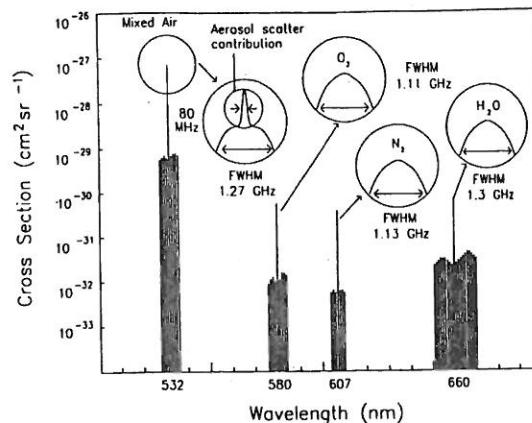 Mixed Air
Aerosol scatter
contribution
80
MHz
FWHM
1.27 GHz
O₂
FWHM
1.11 GHz
N₂
FWHM
1.13 GHz
H₂O
FWHM
1.3 GHz
Cross Section (cm² sr⁻¹)
10⁻²⁶
10⁻²⁷
10⁻²⁸
10⁻²⁹
10⁻³⁰
10⁻³¹
10⁻³²
10⁻³³
532
580
607
660
Wavelength (nm)